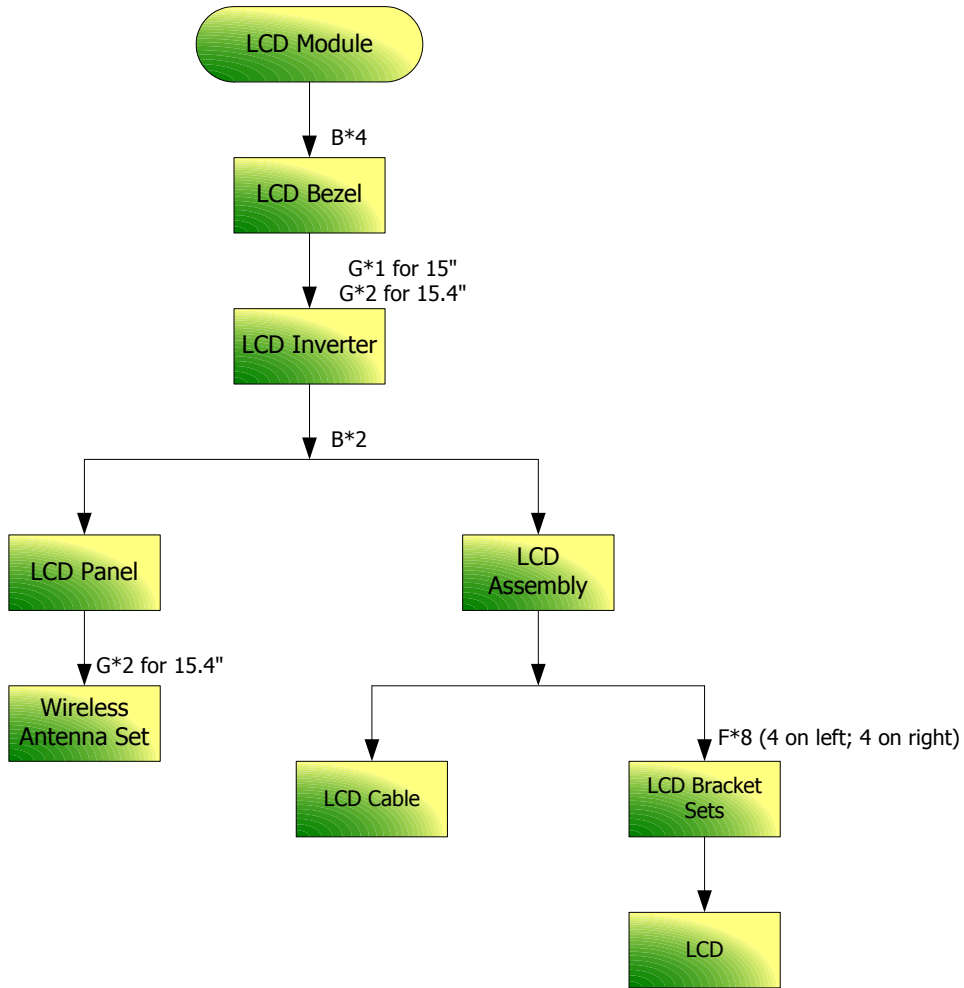 LCD Module
B*4
LCD Bezel
G*1 for 15"
G*2 for 15.4"
LCD Inverter
B*2
LCD Panel
LCD
Assembly
G*2 for 15.4"
Wireless
Antenna Set
F*8 (4 on left; 4 on right)
LCD Cable
LCD Bracket
Sets
LCD